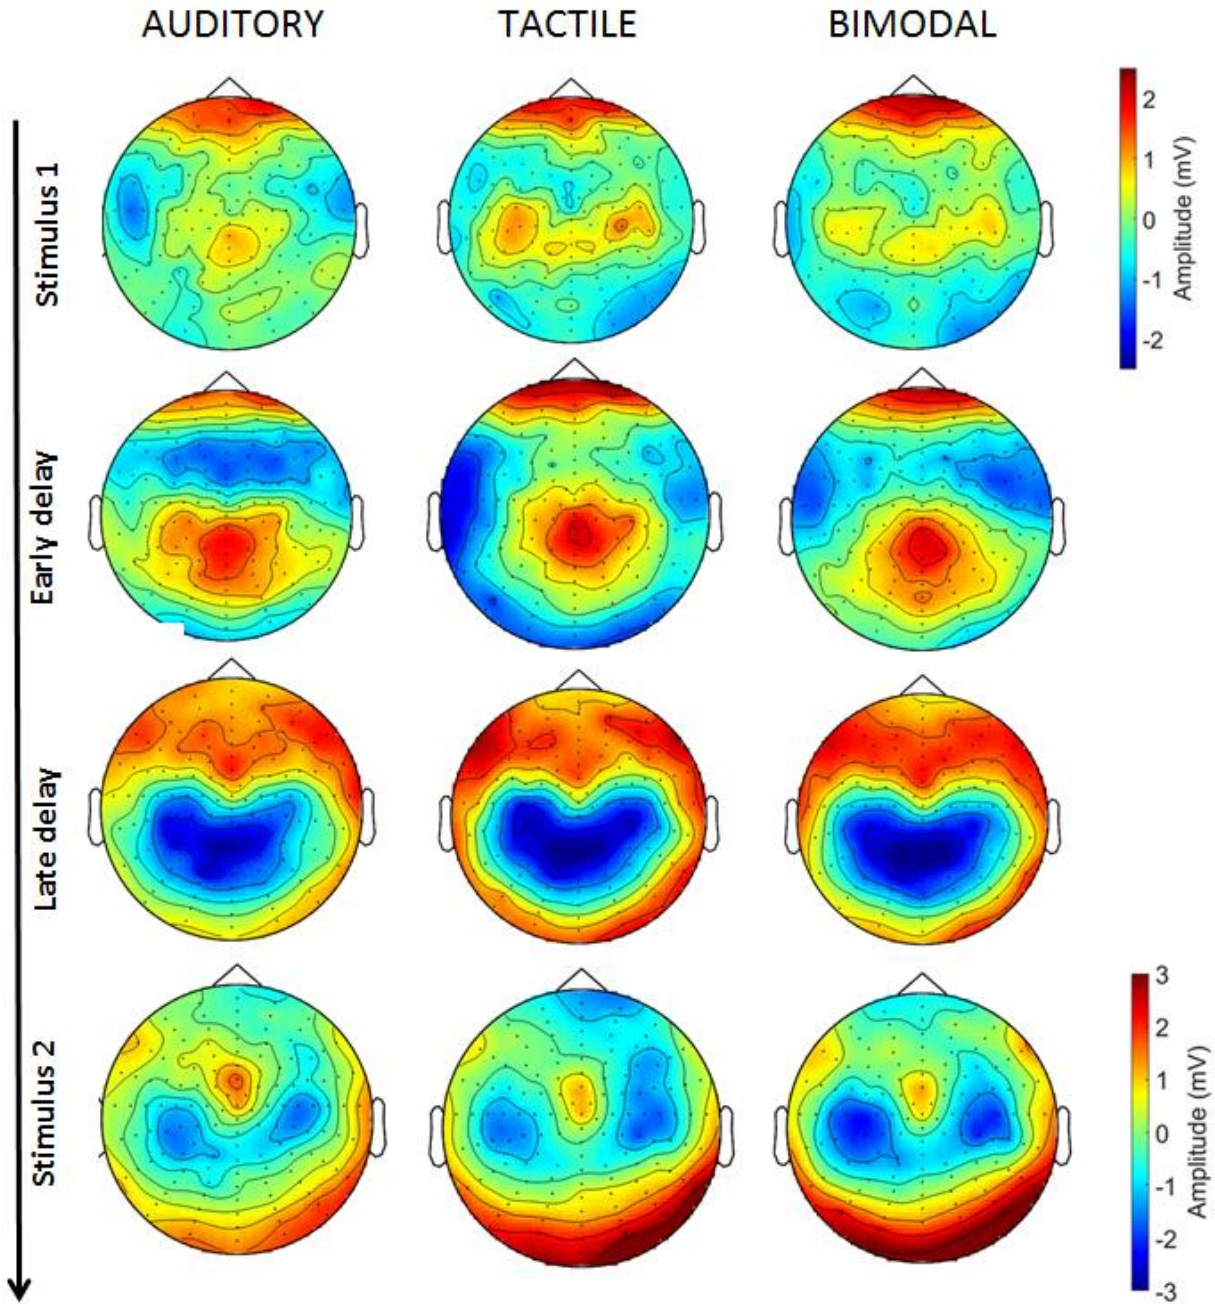 AUDITORY TACTILE BIMODAL
Stimulus 1
2
1
0
-1
-2
Amplitude (mV)
Early delay
Late delay
Stimulus 2
3
2
1
0
-1
-2
-3
Amplitude (mV)